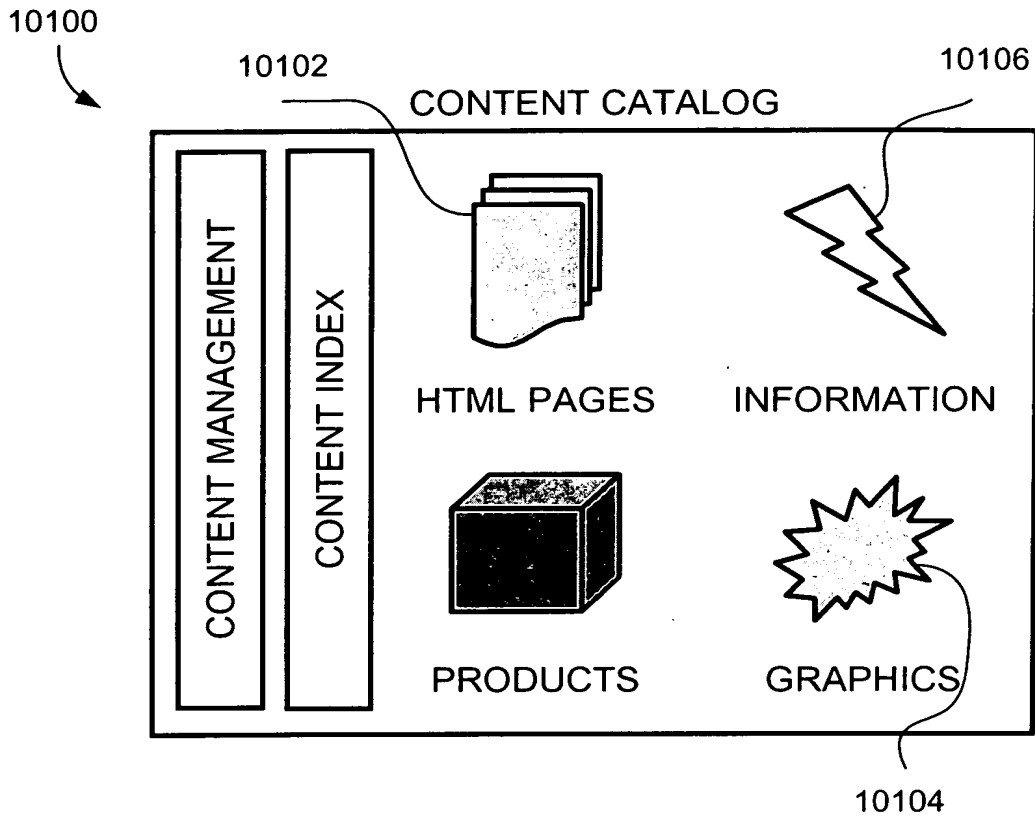 10100
10102
10106
CONTENT CATALOG
CONTENT MANAGEMENT
CONTENT INDEX
HTML PAGES
INFORMATION
PRODUCTS
GRAPHICS
10104